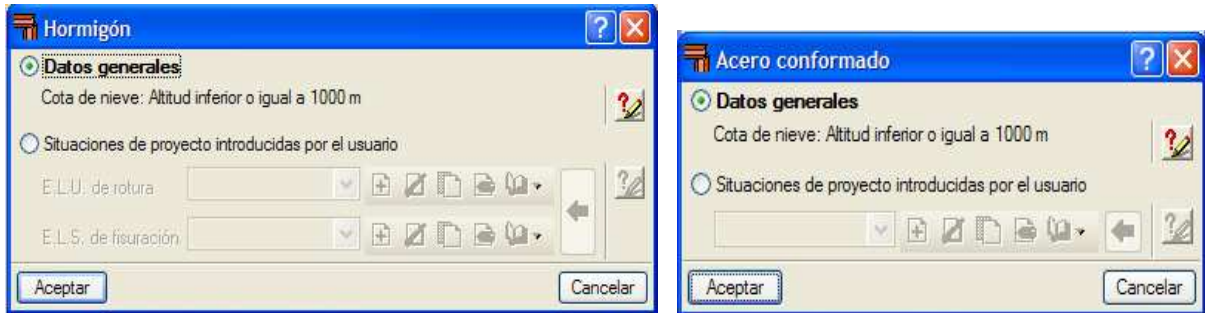 Hormigón
Datos generales
Cota de nieve: Altitud inferior o igual a 1000 m
Situaciones de proyecto introducidas por el usuario
E.L.U. de rotura
E.L.S. de fisuración
Aceptar
Cancelar
Acero conformado
Datos generales
Cota de nieve: Altitud inferior o igual a 1000 m
Situaciones de proyecto introducidas por el usuario
Aceptar
Cancelar